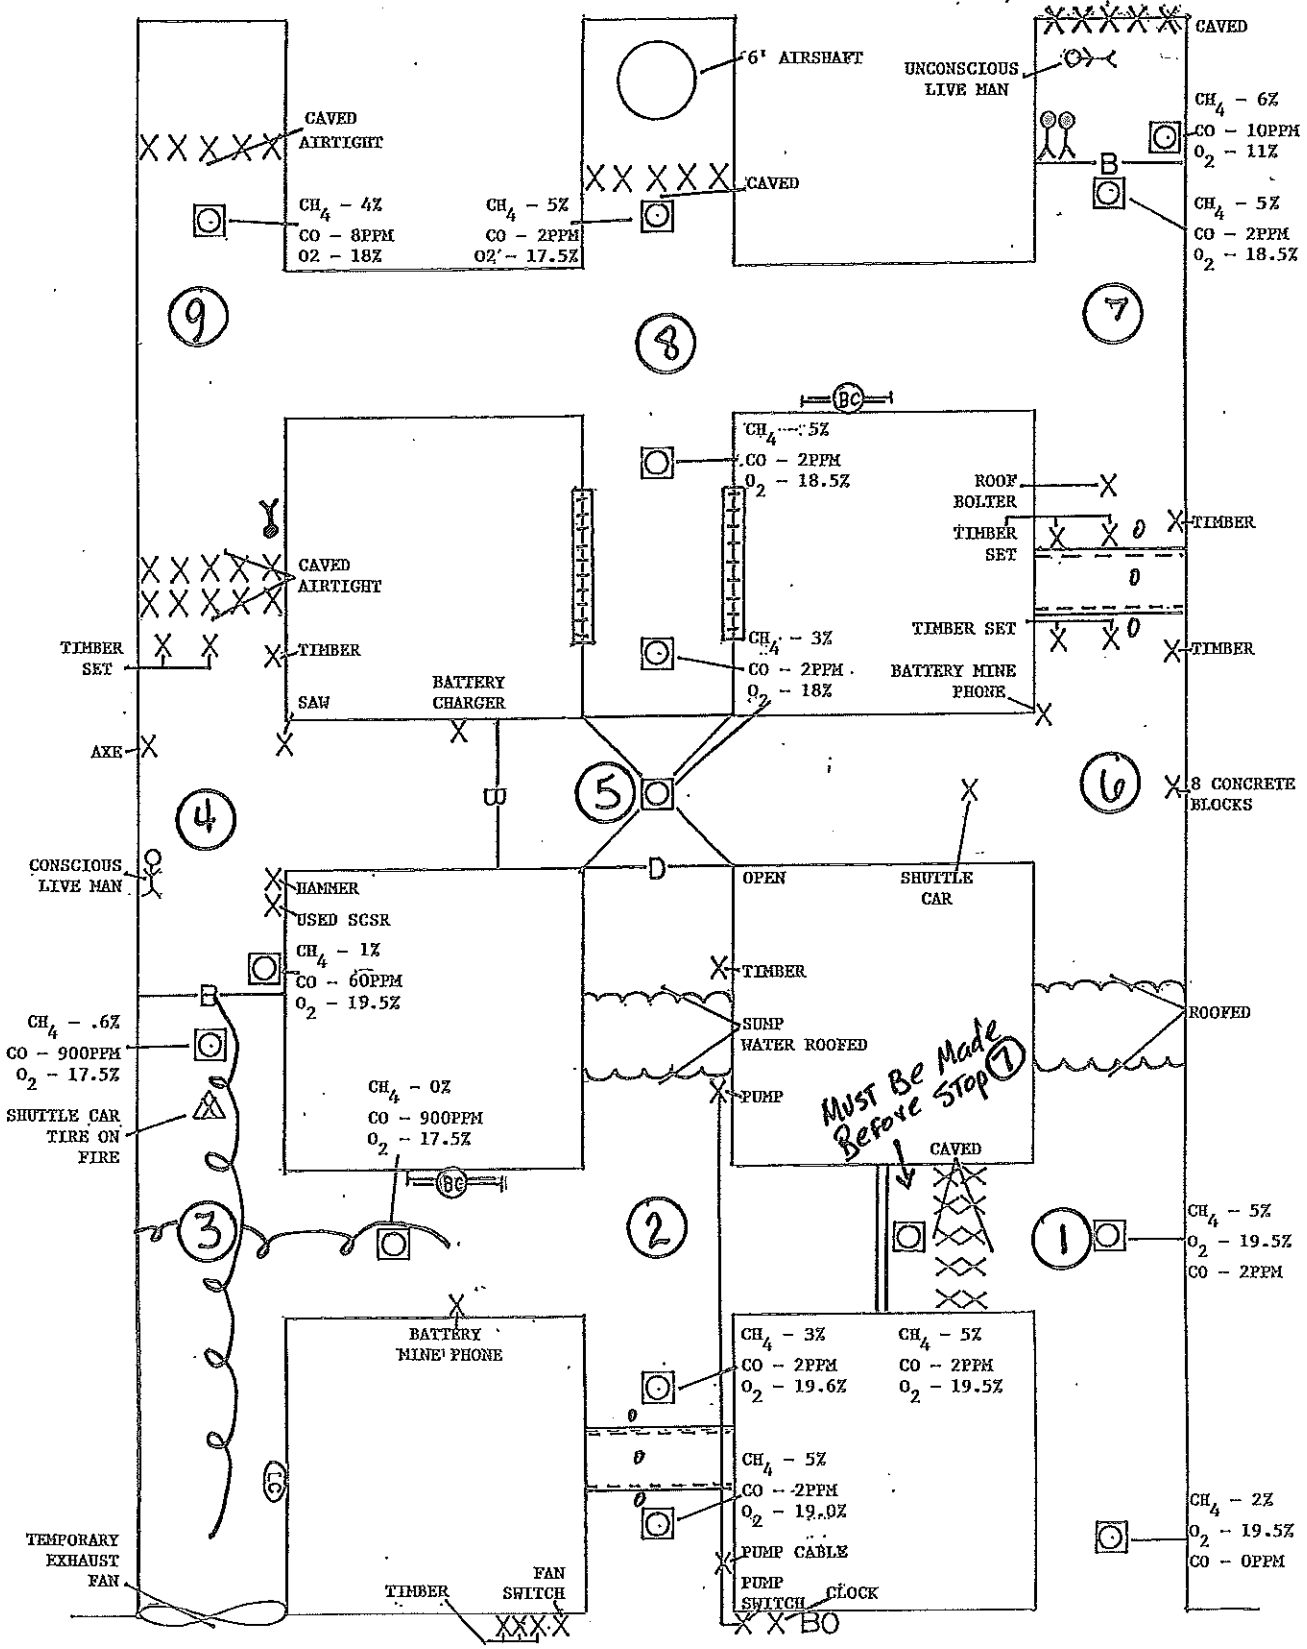 CAVED
6' AIRSHAFT
UNCONSCIOUS
LIVE MAN
CH4 - 6%
CO - 10PPM
O2 - 11%
CAVED
AIRTIGHT
B
CAVED
CH4 - 4%
CO - 8PPM
O2 - 18%
CH4 - 5%
CO - 2PPM
O2 - 17.5%
CH4 - 5%
CO - 2PPM
O2 - 18.5%
9
8
7
BC
CH4 - 5%
CO - 2PPM
O2 - 18.5%
ROOF
BOLTER
TIMBER
SET
TIMBER
CAVED
AIRTIGHT
TIMBER
SET
TIMBER
CH4 - 3%
CO - 2PPM
O2 - 18%
TIMBER SET
TIMBER
BATTERY MINE
PHONE
SAW
BATTERY
CHARGER
AXE
B
5
6
8 CONCRETE
BLOCKS
4
CONSCIOUS
LIVE MAN
HAMMER
USED SCSR
D
OPEN
SHUTTLE
CAR
CH4 - 1%
CO - 60PPM
O2 - 19.5%
TIMBER
B
CH4 - .6%
CO - 900PPM
O2 - 17.5%
SUMP
WATER ROOFED
ROOFED
SHUTTLE CAR
TIRE ON
FIRE
CH4 - 0%
CO - 900PPM
O2 - 17.5%
PUMP
MUST Be Made
Before STOP 7
CAVED
BC
3
2
1
CH4 - 5%
O2 - 19.5%
CO - 2PPM
BATTERY
MINE PHONE
CH4 - 3%
CO - 2PPM
O2 - 19.6%
CH4 - 5%
CO - 2PPM
O2 - 19.5%
LC
CH4 - 5%
CO - 2PPM
O2 - 19.0%
CH4 - 2%
O2 - 19.5%
CO - 0PPM
TEMPORARY
EXHAUST
FAN
TIMBER
FAN
SWITCH
PUMP CABLE
PUMP
SWITCH
CLOCK
BO